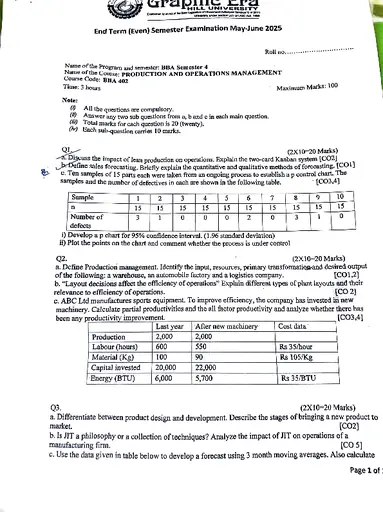 Graphic Era
HILL UNIVERSITY
End Term (Even) Semester Examination May-June 2025
Roll no.
Name of the Program and semester: BBA Semester 4
Name of the Course: PRODUCTION AND OPERATIONS MANAGEMENT
Course Code: BBA 402
Time: 3 hours Maximum Marks: 100
Note:
(i) All the questions are compulsory.
(ii) Answer any two sub questions from a, b and c in each main question.
(iii) Total marks for each question is 20 (twenty).
(iv) Each sub-question carries 10 marks.
Q1. (2X10=20 Marks)
a. Discuss the impact of lean production on operations. Explain the two-card Kanban system [CO2]
b. Define sales forecasting. Briefly explain the quantitative and qualitative methods of forecasting. [CO1]
c. Ten samples of 15 parts each were taken from an ongoing process to establish a p control chart. The
samples and the number of defectives in each are shown in the following table. [CO3,4]
Sample 1 2 3 4 5 6 7 8 9 10
n 15 15 15 15 15 15 15 15 15 15
Number of defects 3 1 0 0 0 2 0 3 1 0
i) Develop a p chart for 95% confidence interval. (1.96 standard deviation)
ii) Plot the points on the chart and comment whether the process is under control
Q2. (2X10=20 Marks)
a. Define Production management. Identify the input, resources, primary transformation and desired output
of the following: a warehouse, an automobile factory and a logistics company. [CO1,2]
b. "Layout decisions affect the efficiency of operations" Explain different types of plant layouts and their
relevance to efficiency of operations. [CO 2]
c. ABC Ltd manufactures sports equipment. To improve efficiency, the company has invested in new
machinery. Calculate partial productivities and the all factor productivity and analyze whether there has
been any productivity improvement. [CO3,4]
Last year After new machinery Cost data
Production 2,000 2,000
Labour (hours) 600 550 Rs 35/hour
Material (Kg) 100 90 Rs 105/Kg
Capital invested 20,000 22,000
Energy (BTU) 6,000 5,700 Rs 35/BTU
Q3. (2X10=20 Marks)
a. Differentiate between product design and development. Describe the stages of bringing a new product to
market. [CO2]
b. Is JIT a philosophy or a collection of techniques? Analyze the impact of JIT on operations of a
manufacturing firm. [CO 5]
c. Use the data given in table below to develop a forecast using 3 month moving averages. Also calculate
Page 1 of